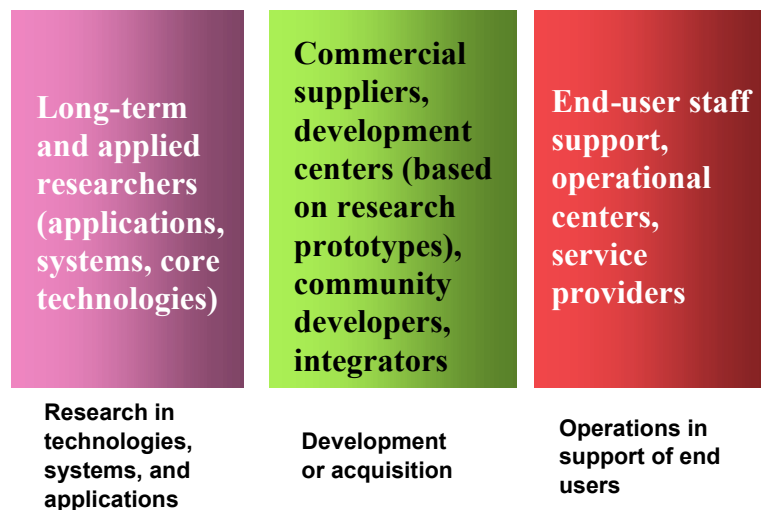 Long-term
and applied
researchers
(applications,
systems, core
technologies)
Commercial
suppliers,
development
centers (based
on research
prototypes),
community
developers,
integrators
End-user staff
support,
operational
centers,
service
providers
Research in
technologies,
systems, and
applications
Development
or acquisition
Operations in
support of end
users